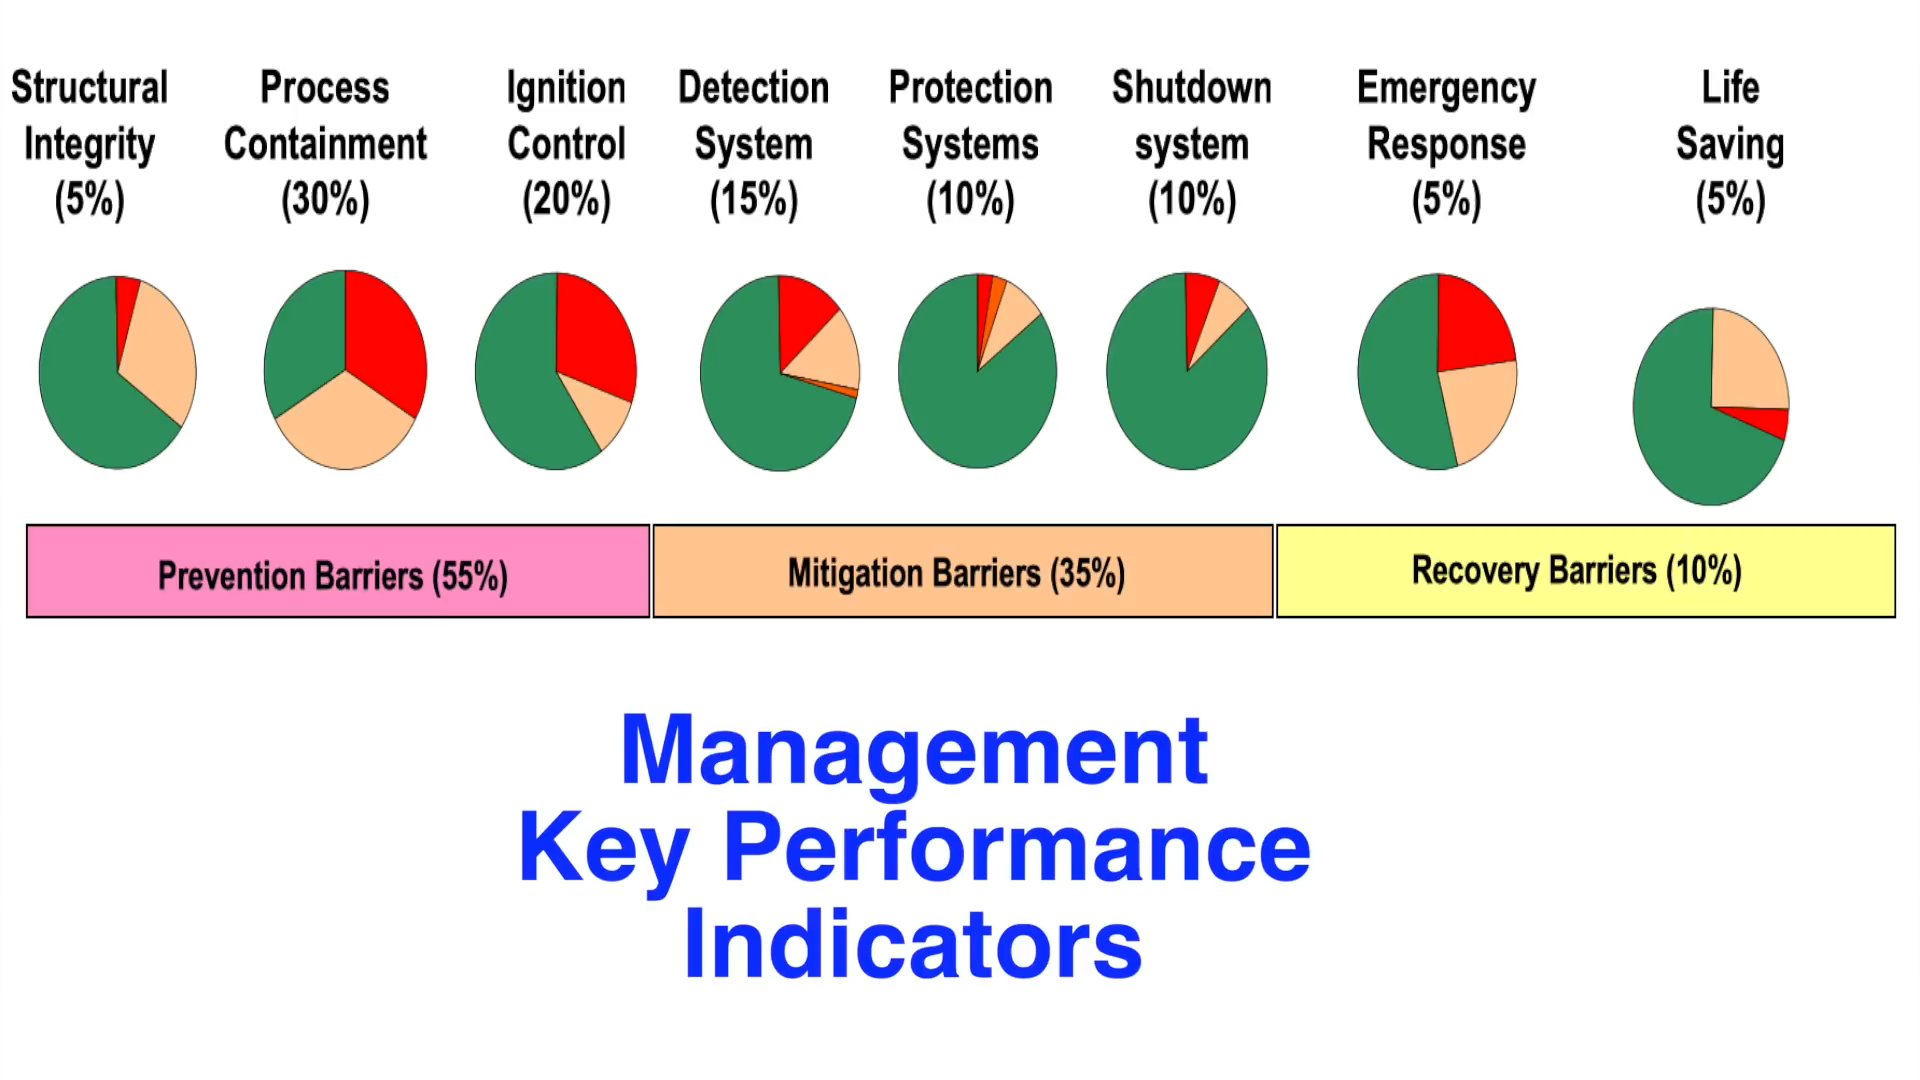 Structural
Integrity
(5%)
Process
Containment
(30%)
Ignition
Control
(20%)
Detection
System
(15%)
Protection
Systems
(10%)
Shutdown
system
(10%)
Emergency
Response
(5%)
Life
Saving
(5%)
Prevention Barriers (55%)
Mitigation Barriers (35%)
Recovery Barriers (10%)
Management
Key Performance
Indicators